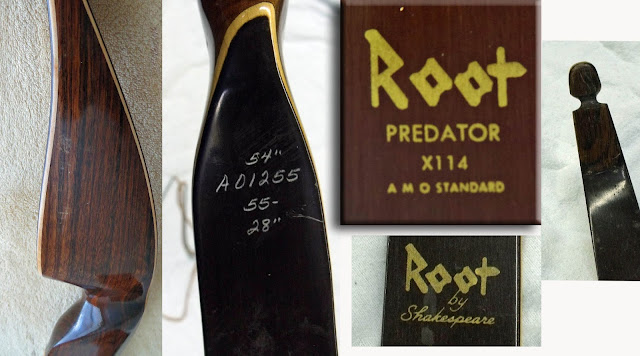 54"
A01255
55-
28"
Root
PREDATOR
X114
A M O STANDARD
Root
by
Shakespeare